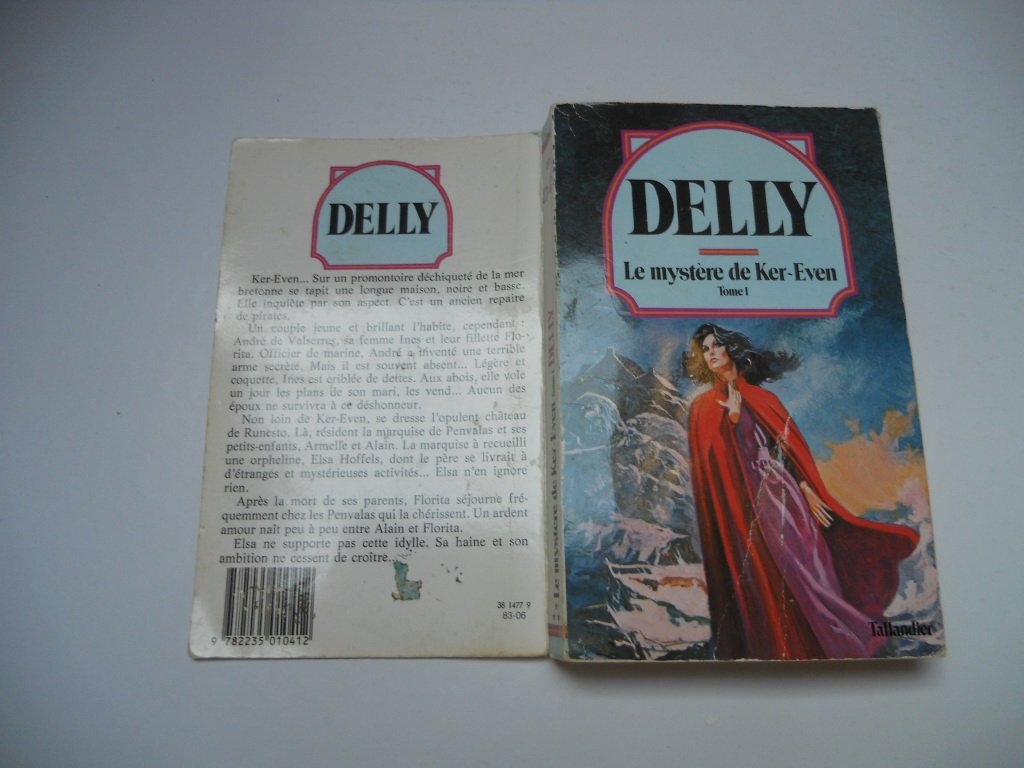 DELLY
Ker-Even... Sur un promontoire déchiqueté de la mer
bretonne se tapit une longue maison, noire et basse.
Elle inquiète par son aspect. C'est un ancien repaire
de pirates.
Un couple jeune et brillant l'habite, cependant :
André de Valserres, sa femme Ines et leur fillette Flo-
rita. Officier de marine, André a inventé une terrible
arme secrète. Mais il est souvent absent... Légère et
coquette, Ines est criblée de dettes. Aux abois, elle vole
un jour les plans de son mari, les vend... Aucun des
époux ne survivra à ce déshonneur.
Non loin de Ker-Even, se dresse l'opulent château
de Runesto. Là, résident la marquise de Penvalas et ses
petits-enfants, Armelle et Alain. La marquise à recueilli
une orpheline, Elsa Hoffels, dont le père se livrait à
d'étranges et mystérieuses activités... Elsa n'en ignore
rien.
Après la mort de ses parents, Florita séjourne fré-
quemment chez les Penvalas qui la chérissent. Un ardent
amour naît peu à peu entre Alain et Florita.
Elsa ne supporte pas cette idylle. Sa haine et son
ambition ne cessent de croître...
38 1477 9
83-06
9 782235 010412
11 Le mystère de Ker-Even Tome I DELLY
DELLY
Le mystère de Ker-Even
Tome I
Tallandier